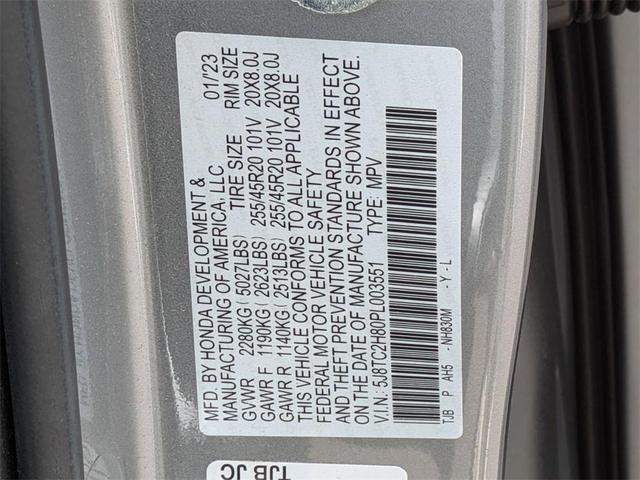 MFD. BY HONDA DEVELOPMENT &
MANUFACTURING OF AMERICA, LLC 01/'23
GVWR 2280KG ( 5027LBS) TIRE SIZE RIM SIZE
GAWR F 1190KG ( 2623LBS) 255/45R20 101V 20X8.0J
GAWR R 1140KG ( 2513LBS) 255/45R20 101V 20X8.0J
THIS VEHICLE CONFORMS TO ALL APPLICABLE
FEDERAL MOTOR VEHICLE SAFETY
AND THEFT PREVENTION STANDARDS IN EFFECT
ON THE DATE OF MANUFACTURE SHOWN ABOVE.
V.I.N: 5J8TC2H80PL003551 TYPE: MPV
TJB P AH5 - NH830M - Y - L
TJB JC